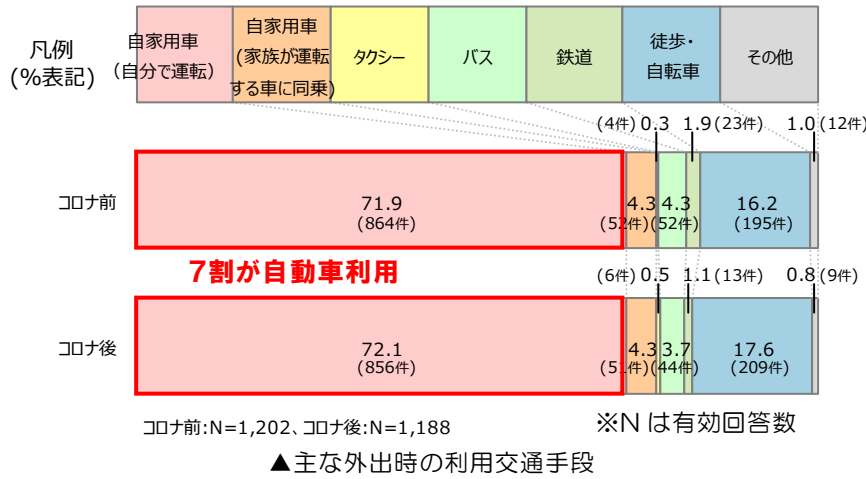 凡例
(%表記)
自家用車
(自分で運転)
自家用車
(家族が運転
する車に同乗)
タクシー
バス
鉄道
徒歩・
自転車
その他
(4件) 0.3 1.9 (23件) 1.0 (12件)
コロナ前
71.9 4.3 4.3 16.2
(864件) (52件) (52件) (195件)
7割が自動車利用
(6件) 0.5 1.1 (13件) 0.8 (9件)
コロナ後
72.1 4.3 3.7 17.6
(856件) (51件) (44件) (209件)
コロナ前:N=1,202、コロナ後:N=1,188
※N は有効回答数
▲主な外出時の利用交通手段